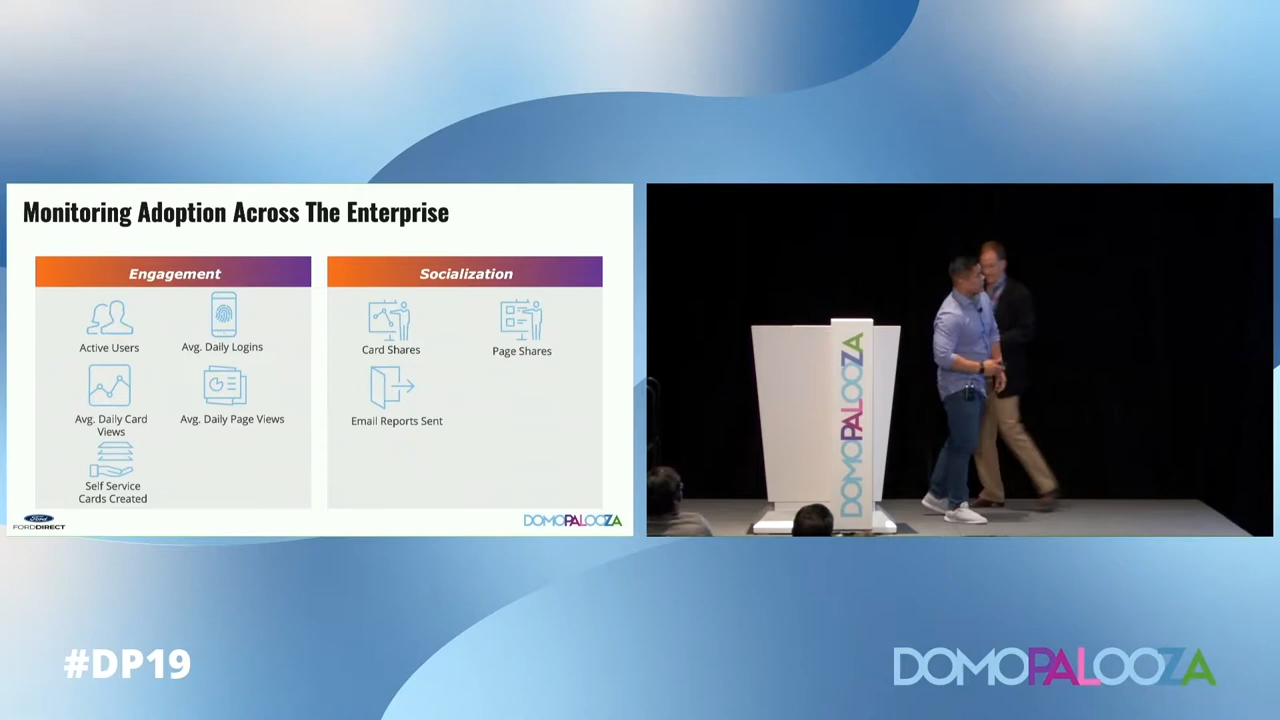 Monitoring Adoption Across The Enterprise
Engagement
Active Users
Avg. Daily Logins
Avg. Daily Card
Views
Avg. Daily Page Views
Self Service
Cards Created
Socialization
Card Shares
Page Shares
Email Reports Sent
Ford
FORDDIRECT
DOMOPALOOZA
DOMOPALOOZA
#DP19
DOMOPALOOZA